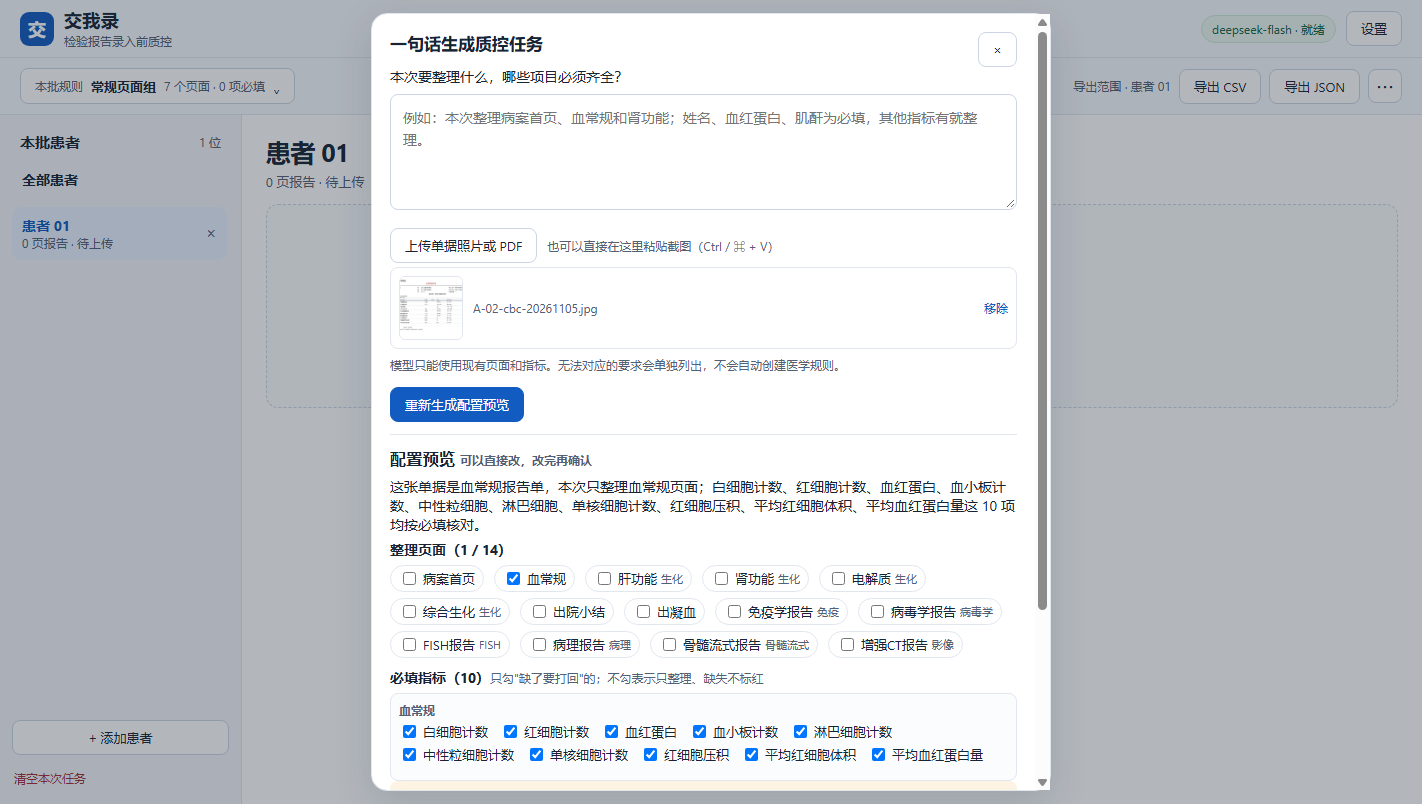 交 交我录
检验报告录入前质控
deepseek-flash · 就绪 设置
本批规则 常规页面组 7 个页面 · 0 项必填
导出范围 · 患者 01 导出 CSV 导出 JSON ···
本批患者 1 位
全部患者
患者 01
0 页报告 · 待上传 ×
+ 添加患者
清空本次任务
患者 01
0 页报告 · 待上传
一句话生成质控任务 ×
本次要整理什么，哪些项目必须齐全？
例如：本次整理病案首页、血常规和肾功能；姓名、血红蛋白、肌酐为必填，其他指标有就整
理。
上传单据照片或 PDF 也可以直接在这里粘贴截图（Ctrl / ⌘ + V）
A-02-cbc-20261105.jpg 移除
模型只能使用现有页面和指标。无法对应的要求会单独列出，不会自动创建医学规则。
重新生成配置预览
配置预览 可以直接改，改完再确认
这张单据是血常规报告单，本次只整理血常规页面；白细胞计数、红细胞计数、血红蛋白、血小板计
数、中性粒细胞、淋巴细胞、单核细胞计数、红细胞压积、平均红细胞体积、平均血红蛋白量这 10 项
均按必填核对。
整理页面（1 / 14）
病案首页 血常规 肝功能 生化 肾功能 生化 电解质 生化
综合生化 生化 出院小结 出凝血 免疫学报告 免疫 病毒学报告 病毒学
FISH报告 FISH 病理报告 病理 骨髓流式报告 骨髓流式 增强CT报告 影像
必填指标（10） 只勾"缺了要打回"的；不勾表示只整理、缺失不标红
血常规
白细胞计数 红细胞计数 血红蛋白 血小板计数 淋巴细胞计数
中性粒细胞计数 单核细胞计数 红细胞压积 平均红细胞体积 平均血红蛋白量